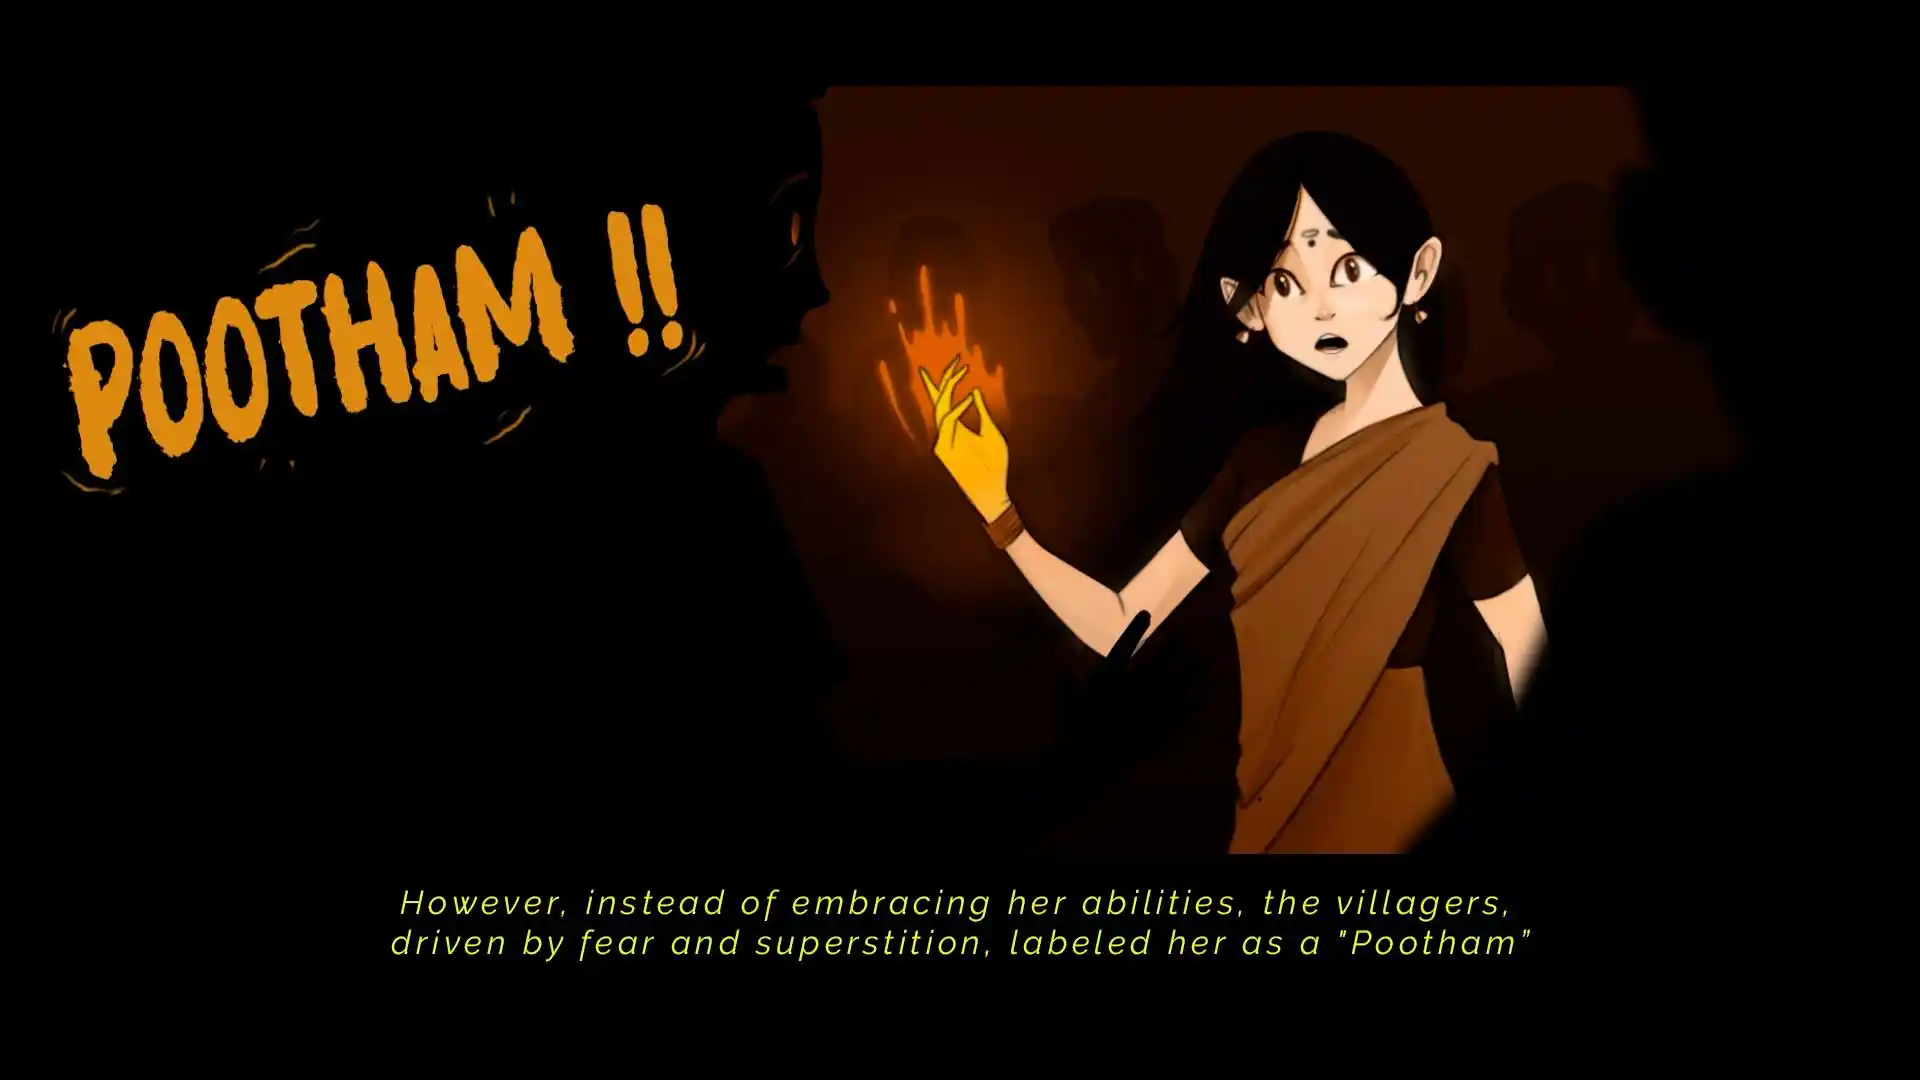 POOTHAM !!
However, instead of embracing her abilities, the villagers,
driven by fear and superstition, labeled her as a "Pootham”